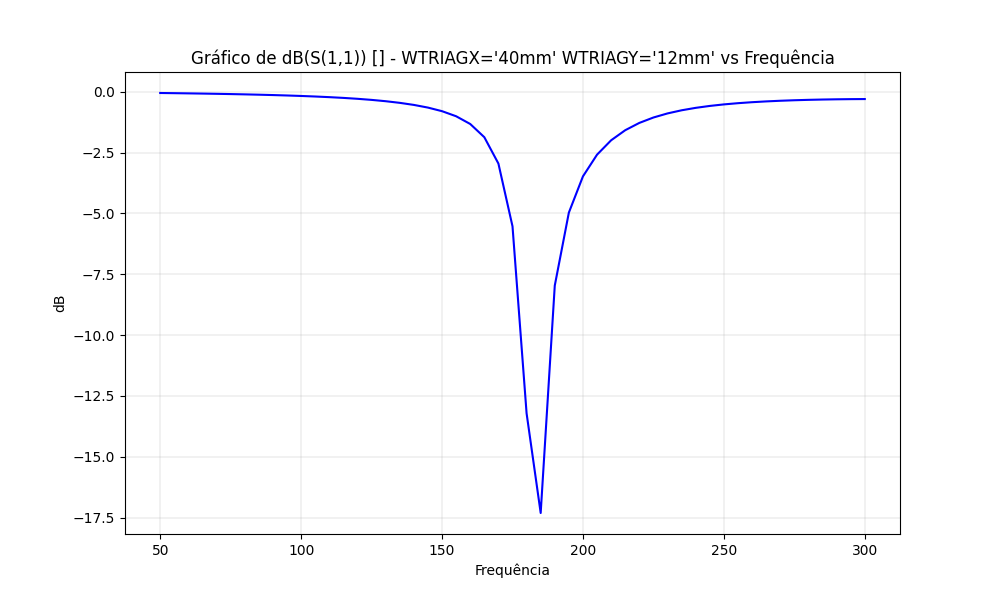 Gráfico de dB(S(1,1)) [] - WTRIAGX='40mm' WTRIAGY='12mm' vs Frequência
0.0
−2.5
−5.0
−7.5
−10.0
−12.5
−15.0
−17.5
dB
50 100 150 200 250 300
Frequência